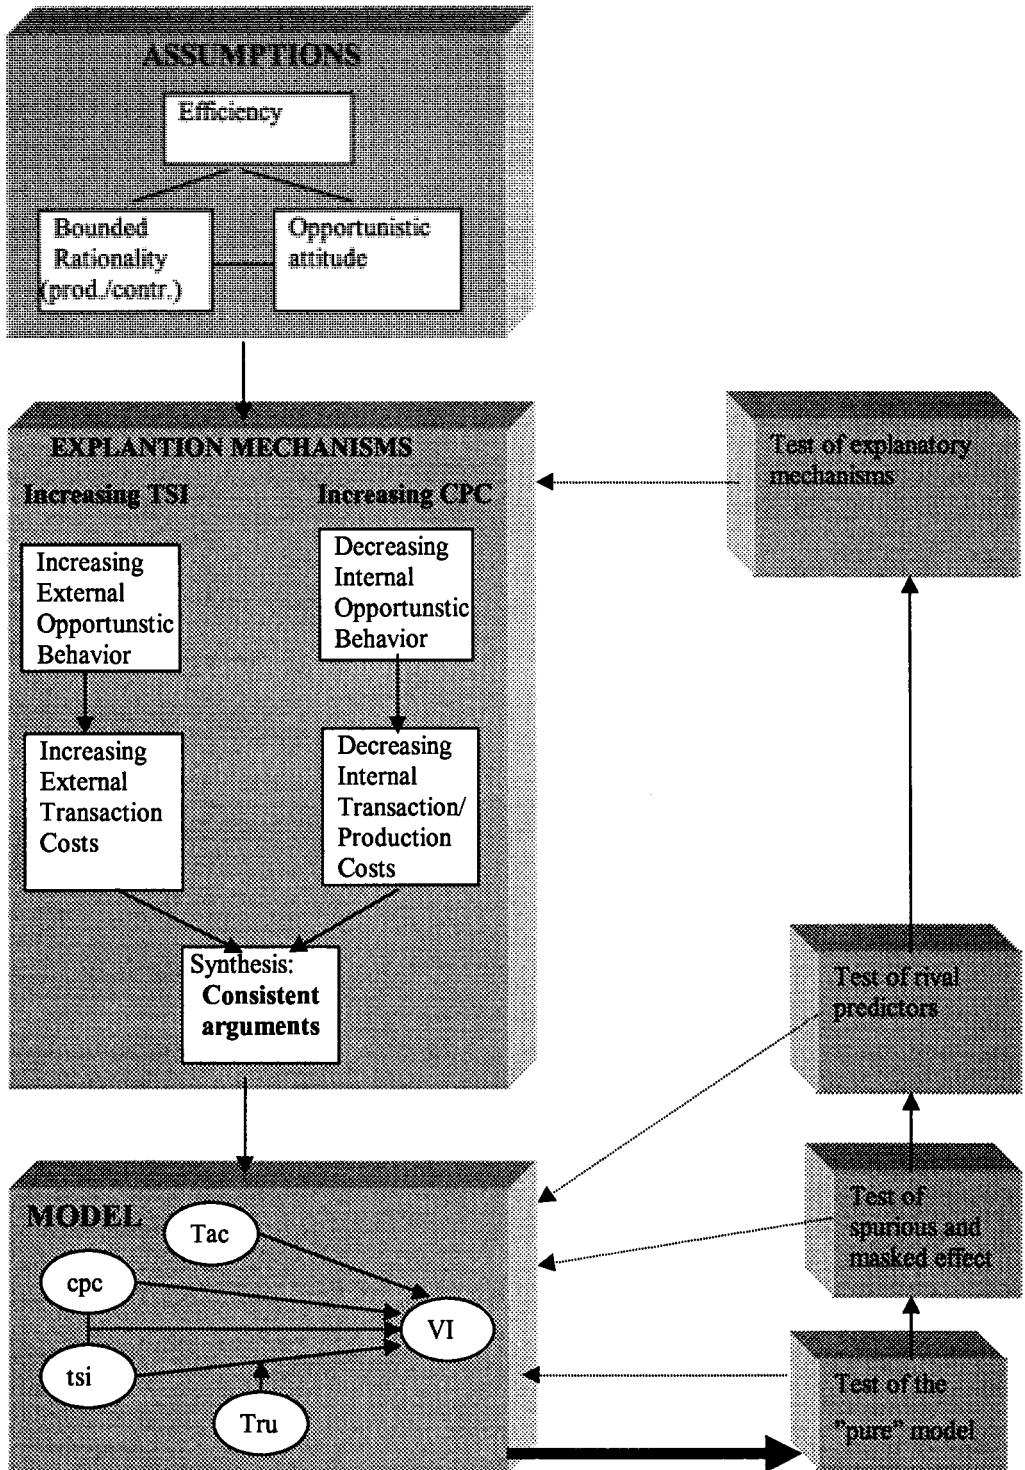 ASSUMPTIONS
Efficiency
Bounded
Rationality
(prod./contr.)
Opportunistic
attitude
EXPLANTION MECHANISMS
Increasing TSI
Increasing CPC
Increasing
External
Opportunstic
Behavior
Decreasing
Internal
Opportunstic
Behavior
Increasing
External
Transaction
Costs
Decreasing
Internal
Transaction/
Production
Costs
Synthesis:
Consistent
arguments
MODEL
Tac
cpc
VI
tsi
Tru
Test of explanatory
mechanisms
Test of rival
predictors
Test of
spurious and
masked effect
Test of the
"pure" model